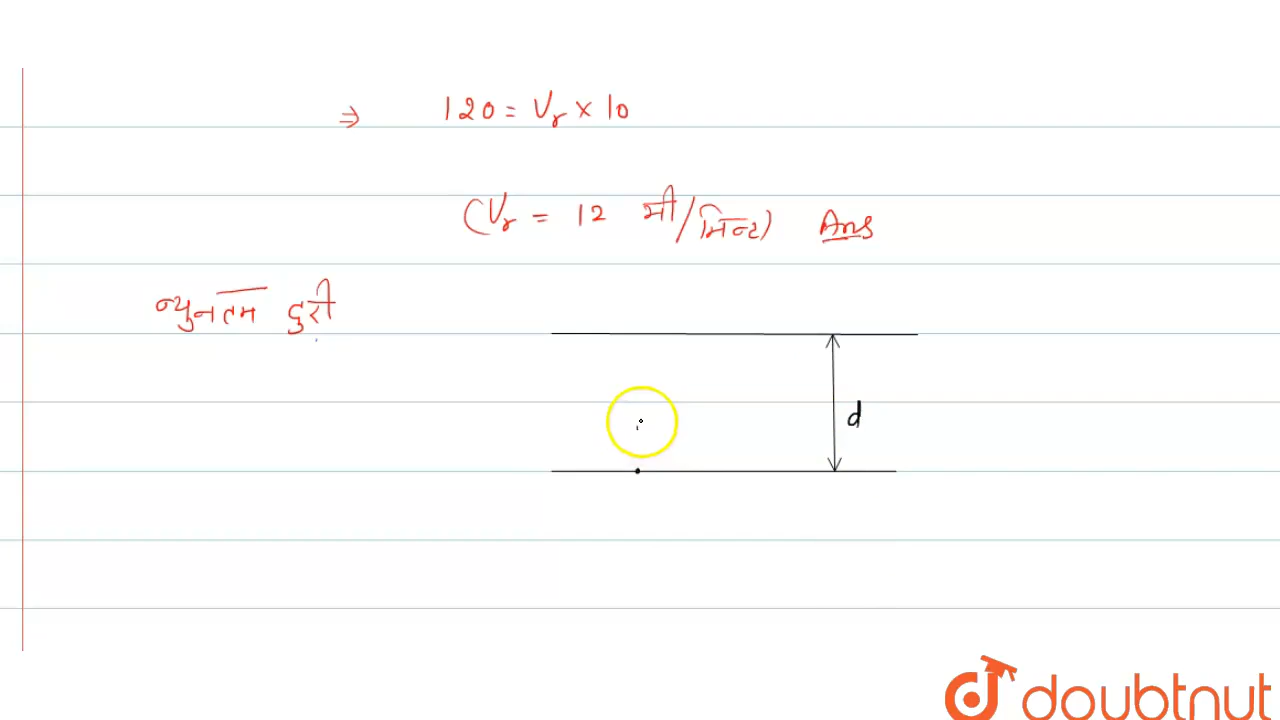 ⇒ 120 = Vr × 10
(Vr = 12 मी/मिनट) Ans
न्युनतम दुरी
d
doubtnut